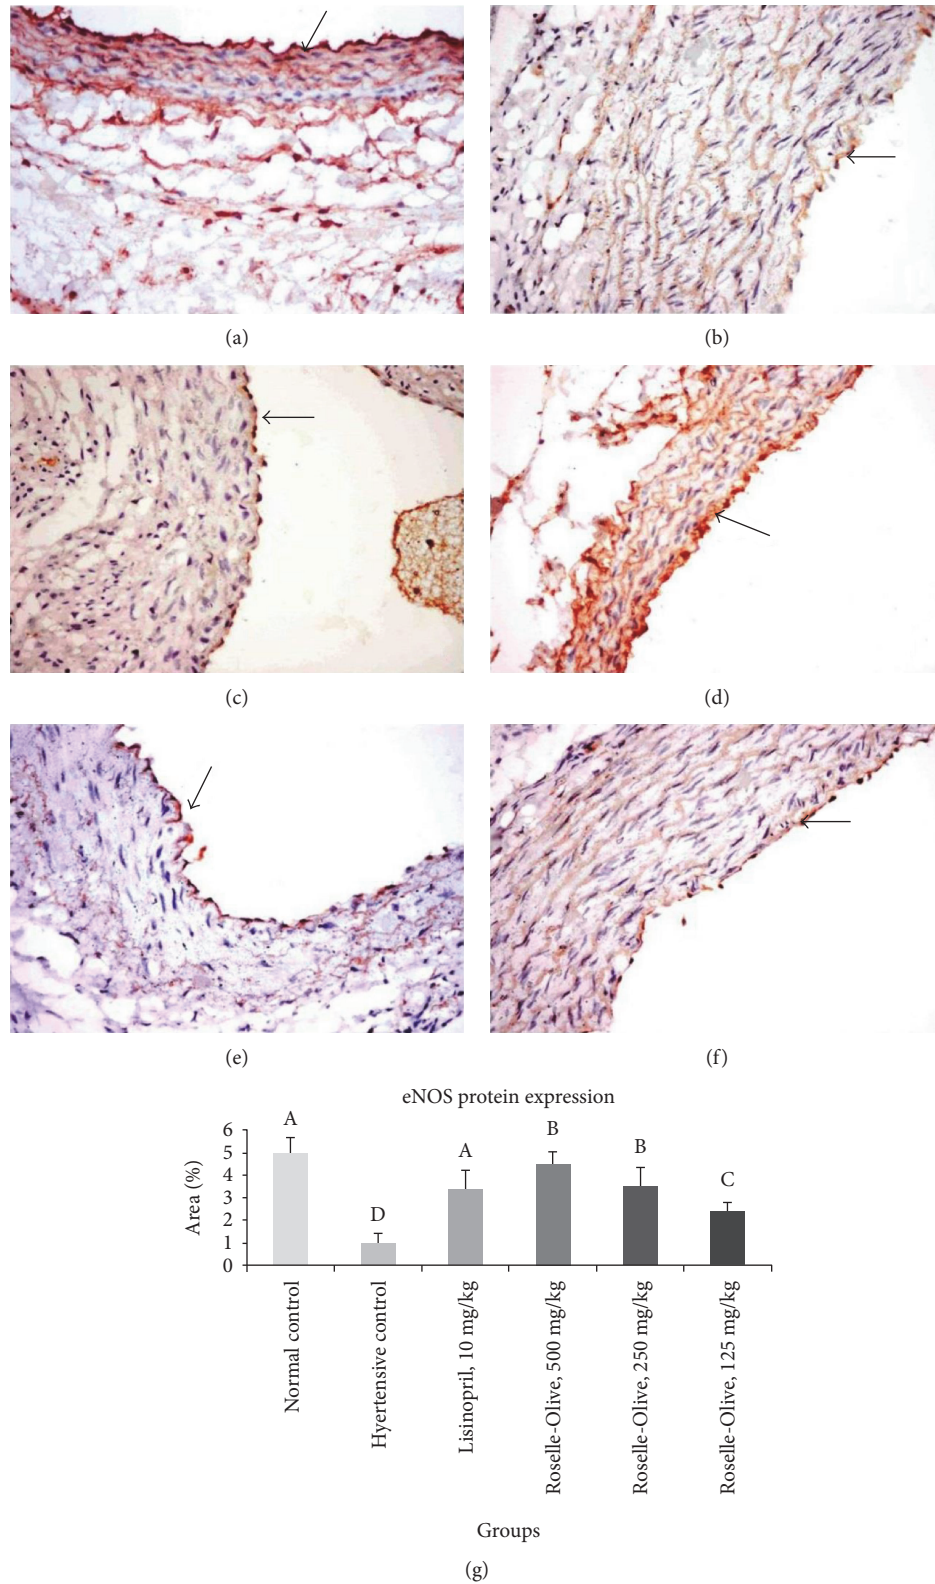 (a)
(b)
(c)
(d)
(e)
(f)
eNOS protein expression
Area (%)
6
5
4
3
2
1
0
A
D
A
B
B
C
Normal control
Hyertensive control
Lisinopril, 10 mg/kg
Roselle-Olive, 500 mg/kg
Roselle-Olive, 250 mg/kg
Roselle-Olive, 125 mg/kg
Groups
(g)